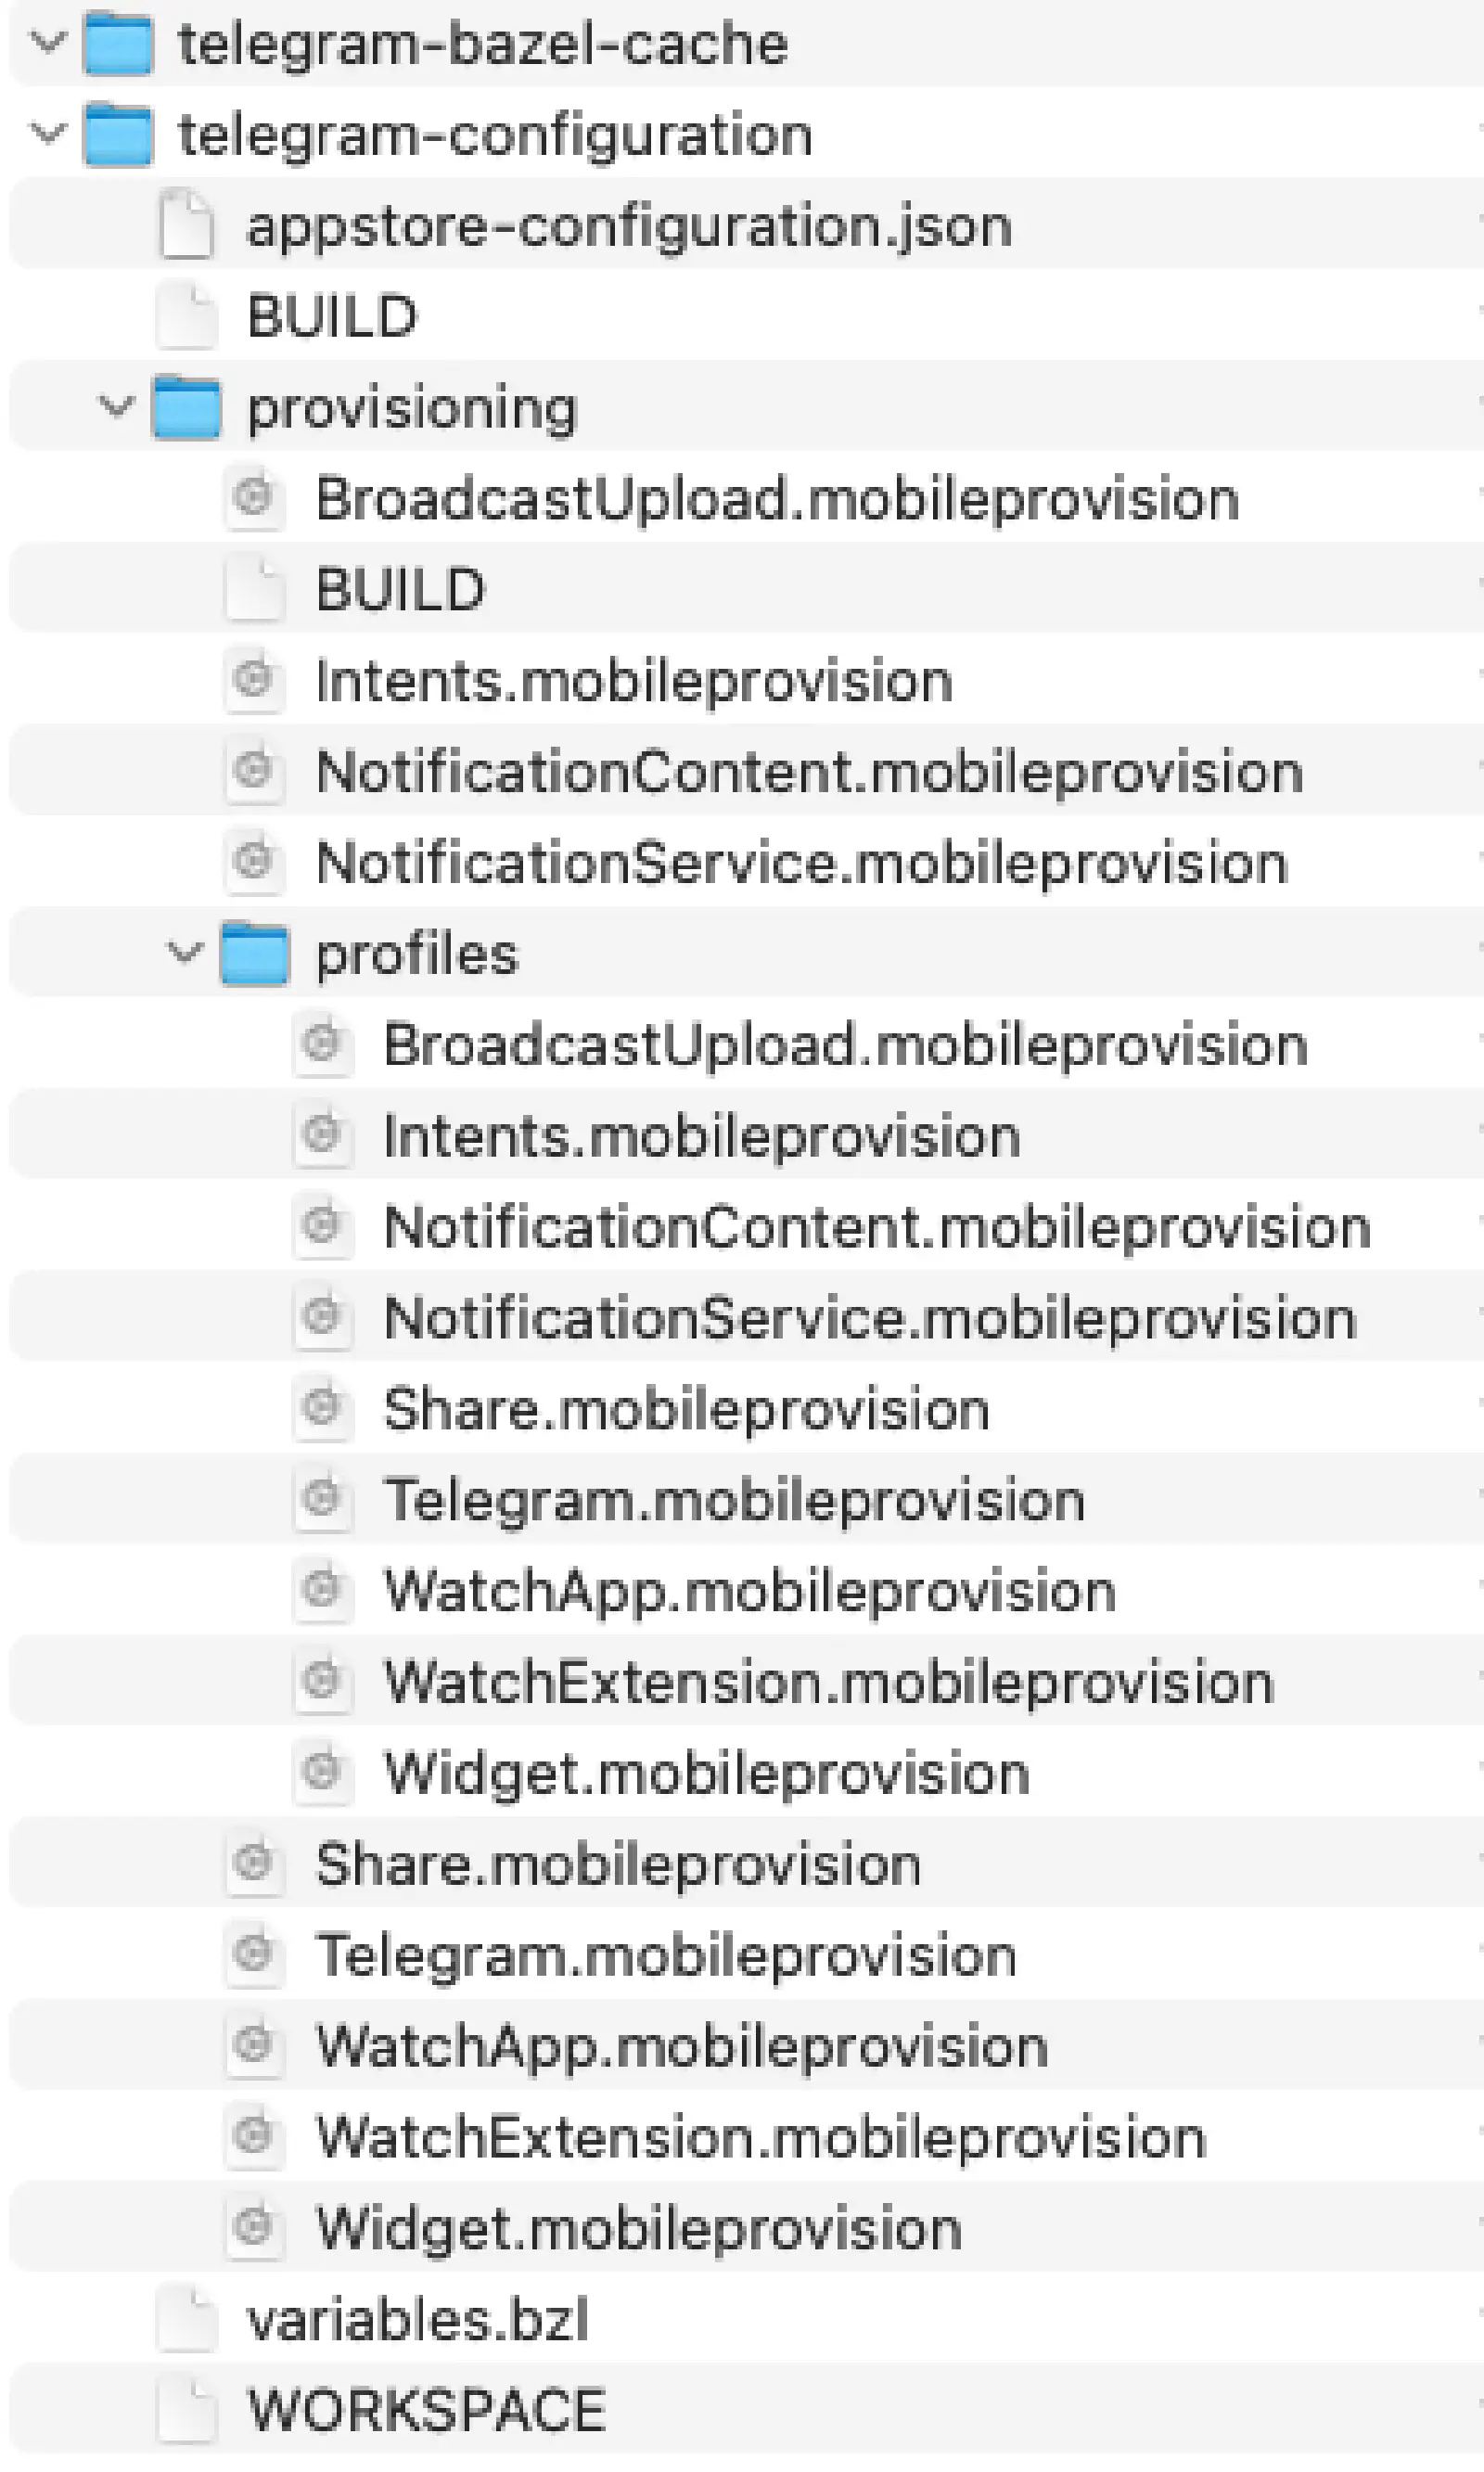 telegram-bazel-cache
telegram-configuration
appstore-configuration.json
BUILD
provisioning
BroadcastUpload.mobileprovision
BUILD
Intents.mobileprovision
NotificationContent.mobileprovision
NotificationService.mobileprovision
profiles
BroadcastUpload.mobileprovision
Intents.mobileprovision
NotificationContent.mobileprovision
NotificationService.mobileprovision
Share.mobileprovision
Telegram.mobileprovision
WatchApp.mobileprovision
WatchExtension.mobileprovision
Widget.mobileprovision
Share.mobileprovision
Telegram.mobileprovision
WatchApp.mobileprovision
WatchExtension.mobileprovision
Widget.mobileprovision
variables.bzl
WORKSPACE